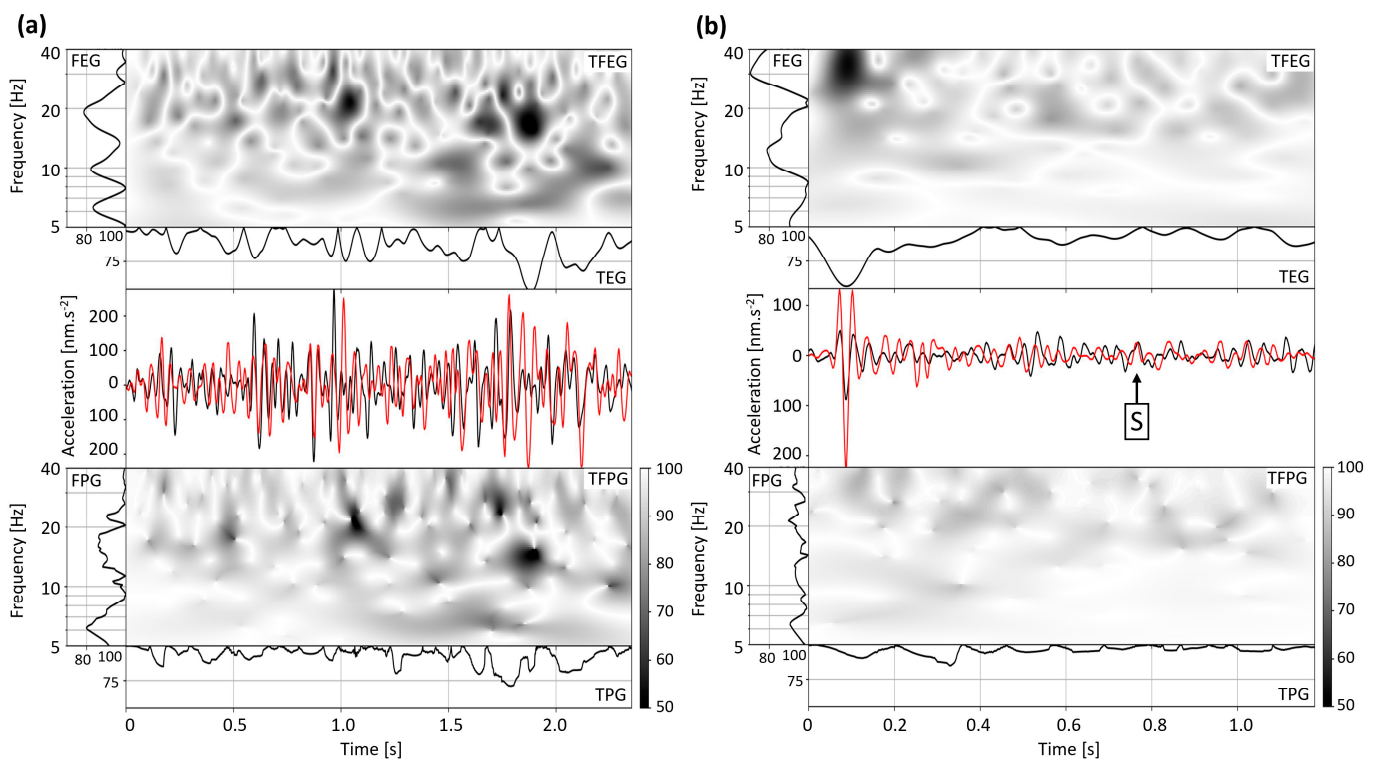 (a)
FEG
TFEG
40
20
10
5
Frequency [Hz]
80
100
75
TEG
200
100
0
100
200
Acceleration [nm.s⁻²]
FPG
TFPG
40
20
10
5
Frequency [Hz]
80
100
75
TPG
100
90
80
70
60
50
0
0.5
1.0
1.5
2.0
Time [s]
(b)
FEG
TFEG
40
20
10
5
Frequency [Hz]
80
100
75
TEG
100
0
100
200
Acceleration [nm.s⁻²]
S
FPG
TFPG
40
20
10
5
Frequency [Hz]
80
100
75
TPG
100
90
80
70
60
50
0
0.2
0.4
0.6
0.8
1.0
Time [s]